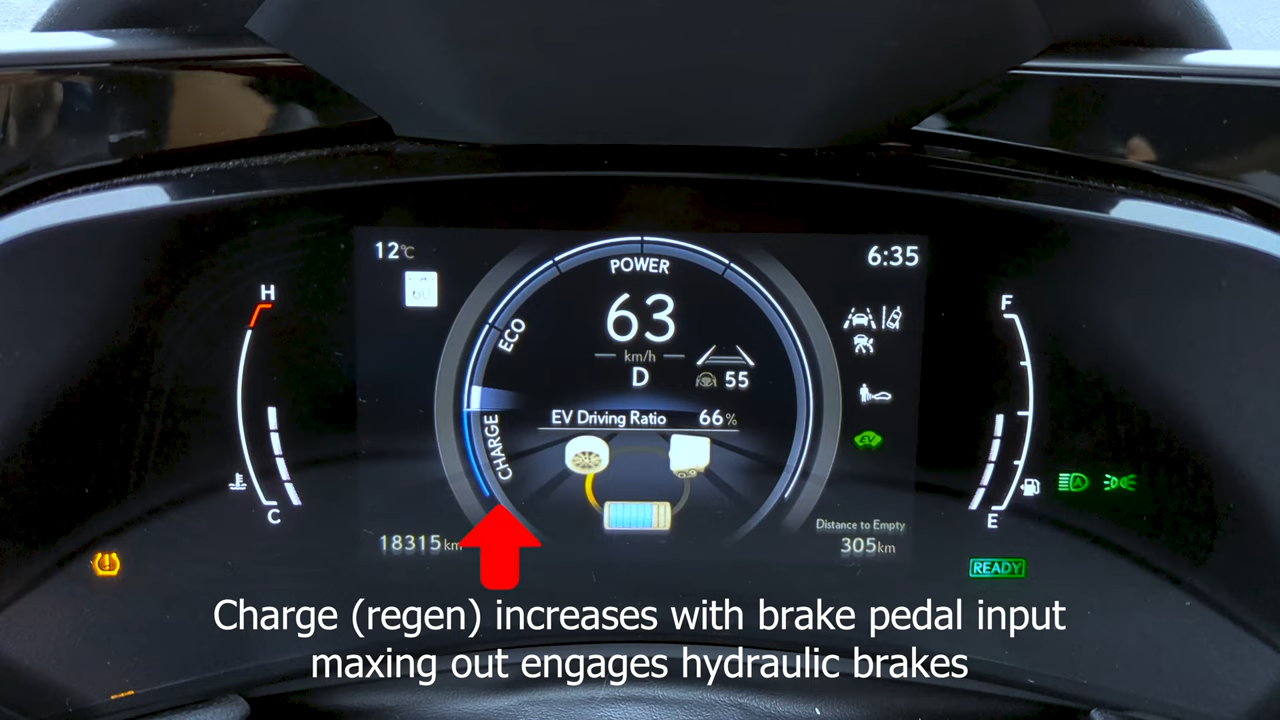 12°C
6:35
POWER
H
F
63
ECO
km/h
D
55
EV Driving Ratio 66%
EV
CHARGE
A
C
E
Distance to Empty
18315km
305km
READY
Charge (regen) increases with brake pedal input
maxing out engages hydraulic brakes